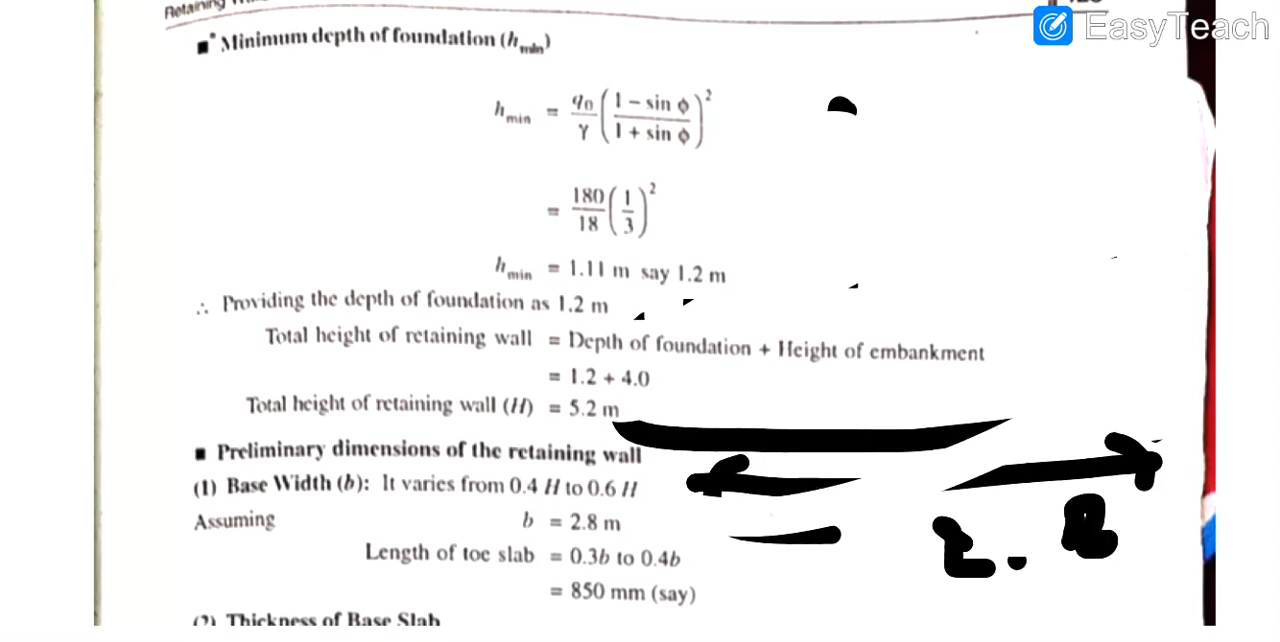 Retaining
EasyTeach
■ Minimum depth of foundation (h_min)
h_min = q_0/γ ((1 − sin ϕ)/(1 + sin ϕ))^2
= 180/18 (1/3)^2
h_min = 1.11 m say 1.2 m
∴ Providing the depth of foundation as 1.2 m
Total height of retaining wall = Depth of foundation + Height of embankment
= 1.2 + 4.0
Total height of retaining wall (H) = 5.2 m
■ Preliminary dimensions of the retaining wall
(1) Base Width (b): It varies from 0.4 H to 0.6 H
Assuming b = 2.8 m
2.8
Length of toe slab = 0.3b to 0.4b
= 850 mm (say)
(2) Thickness of Base Slab